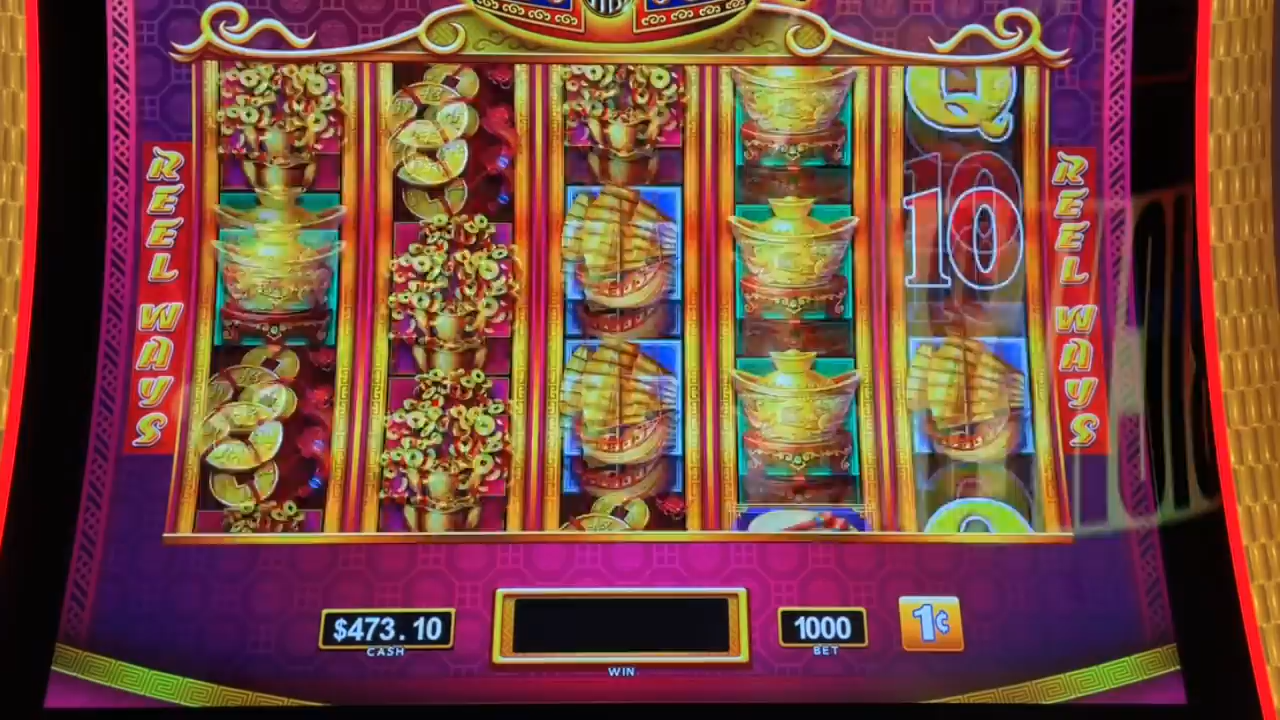 Q
10
REEL WAYS
REEL WAYS
$473.10
CASH
WIN
1000
BET
1¢